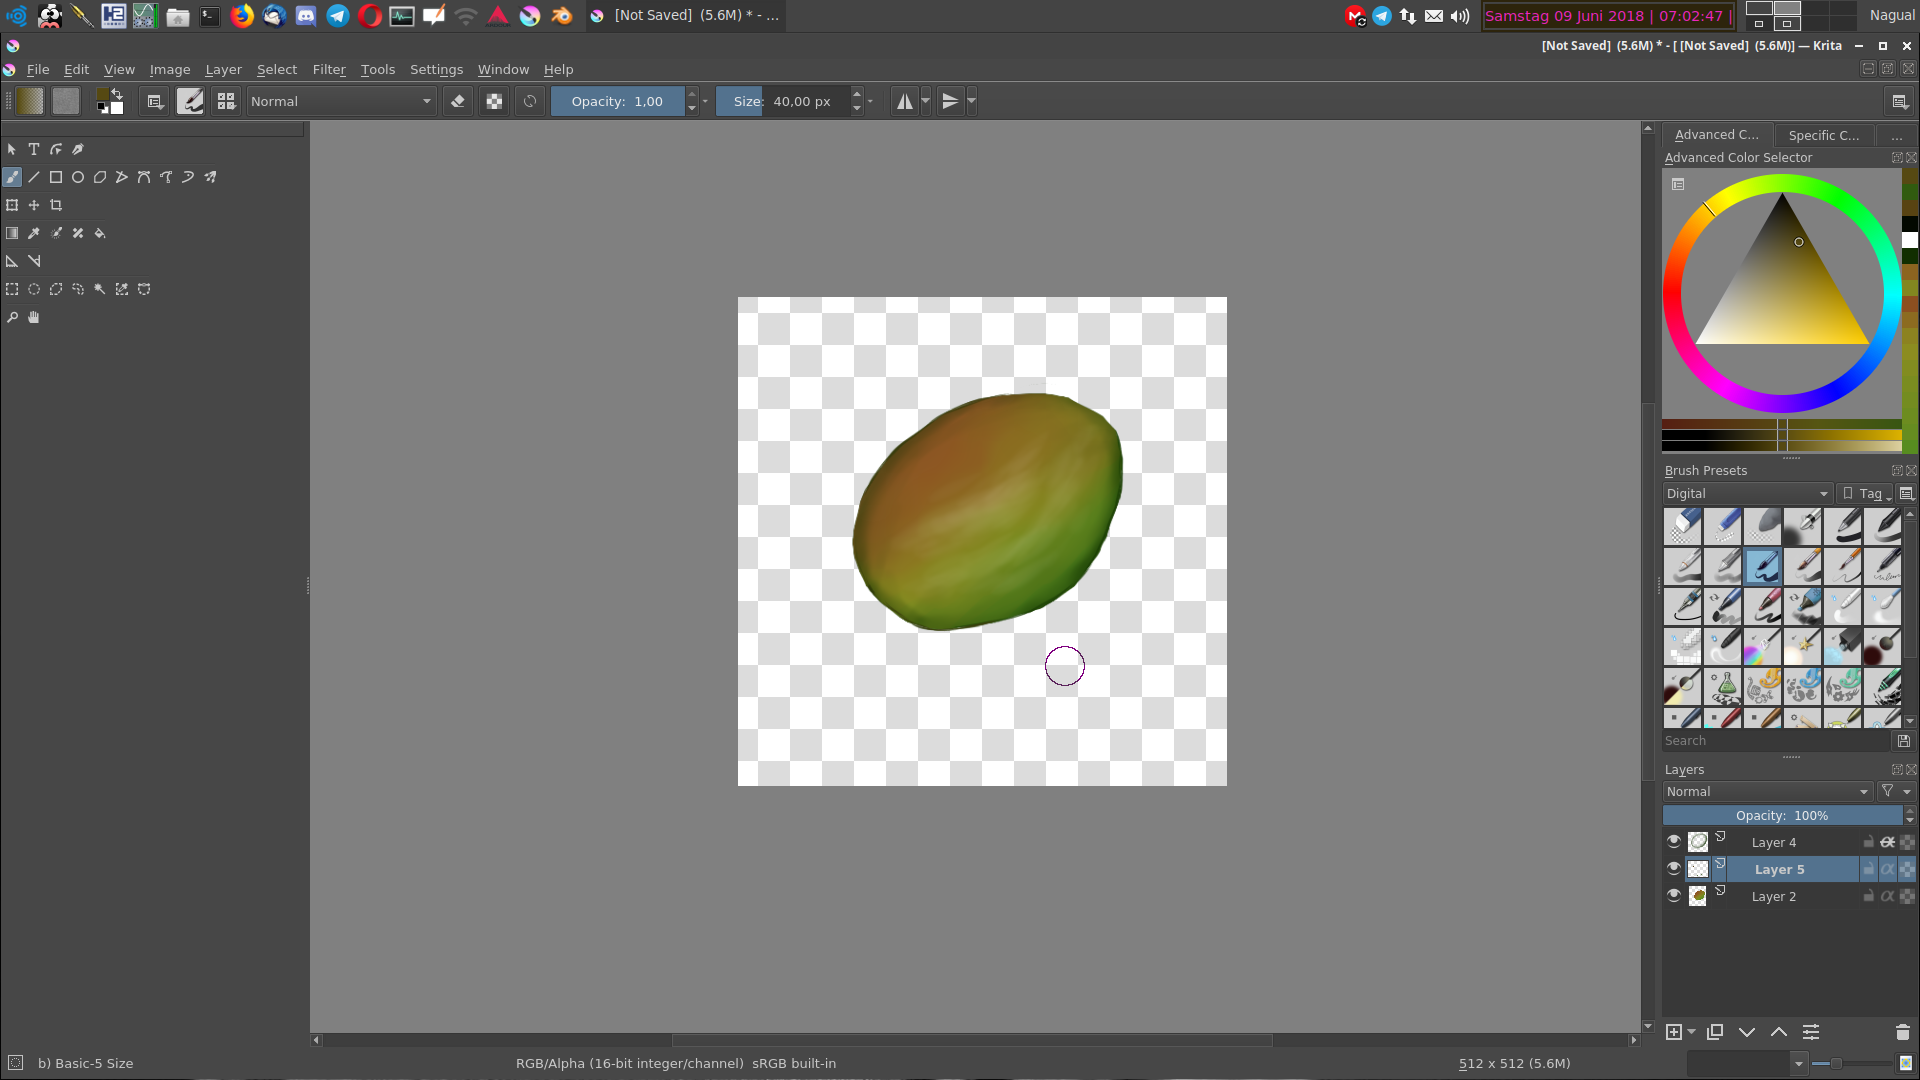 [Not Saved]  (5.6M) * - ...
Samstag 09 Juni 2018 | 07:02:47 |
Nagual
[Not Saved]  (5.6M) * - [ [Not Saved]  (5.6M)] — Krita
File Edit View Image Layer Select Filter Tools Settings Window Help
Normal
Opacity: 1,00
Size: 40,00 px
Advanced C... Specific C... ...
Advanced Color Selector
Brush Presets
Digital
Tag
Search
Layers
Normal
Opacity: 100%
Layer 4
Layer 5
Layer 2
b) Basic-5 Size
RGB/Alpha (16-bit integer/channel)  sRGB built-in
512 x 512 (5.6M)